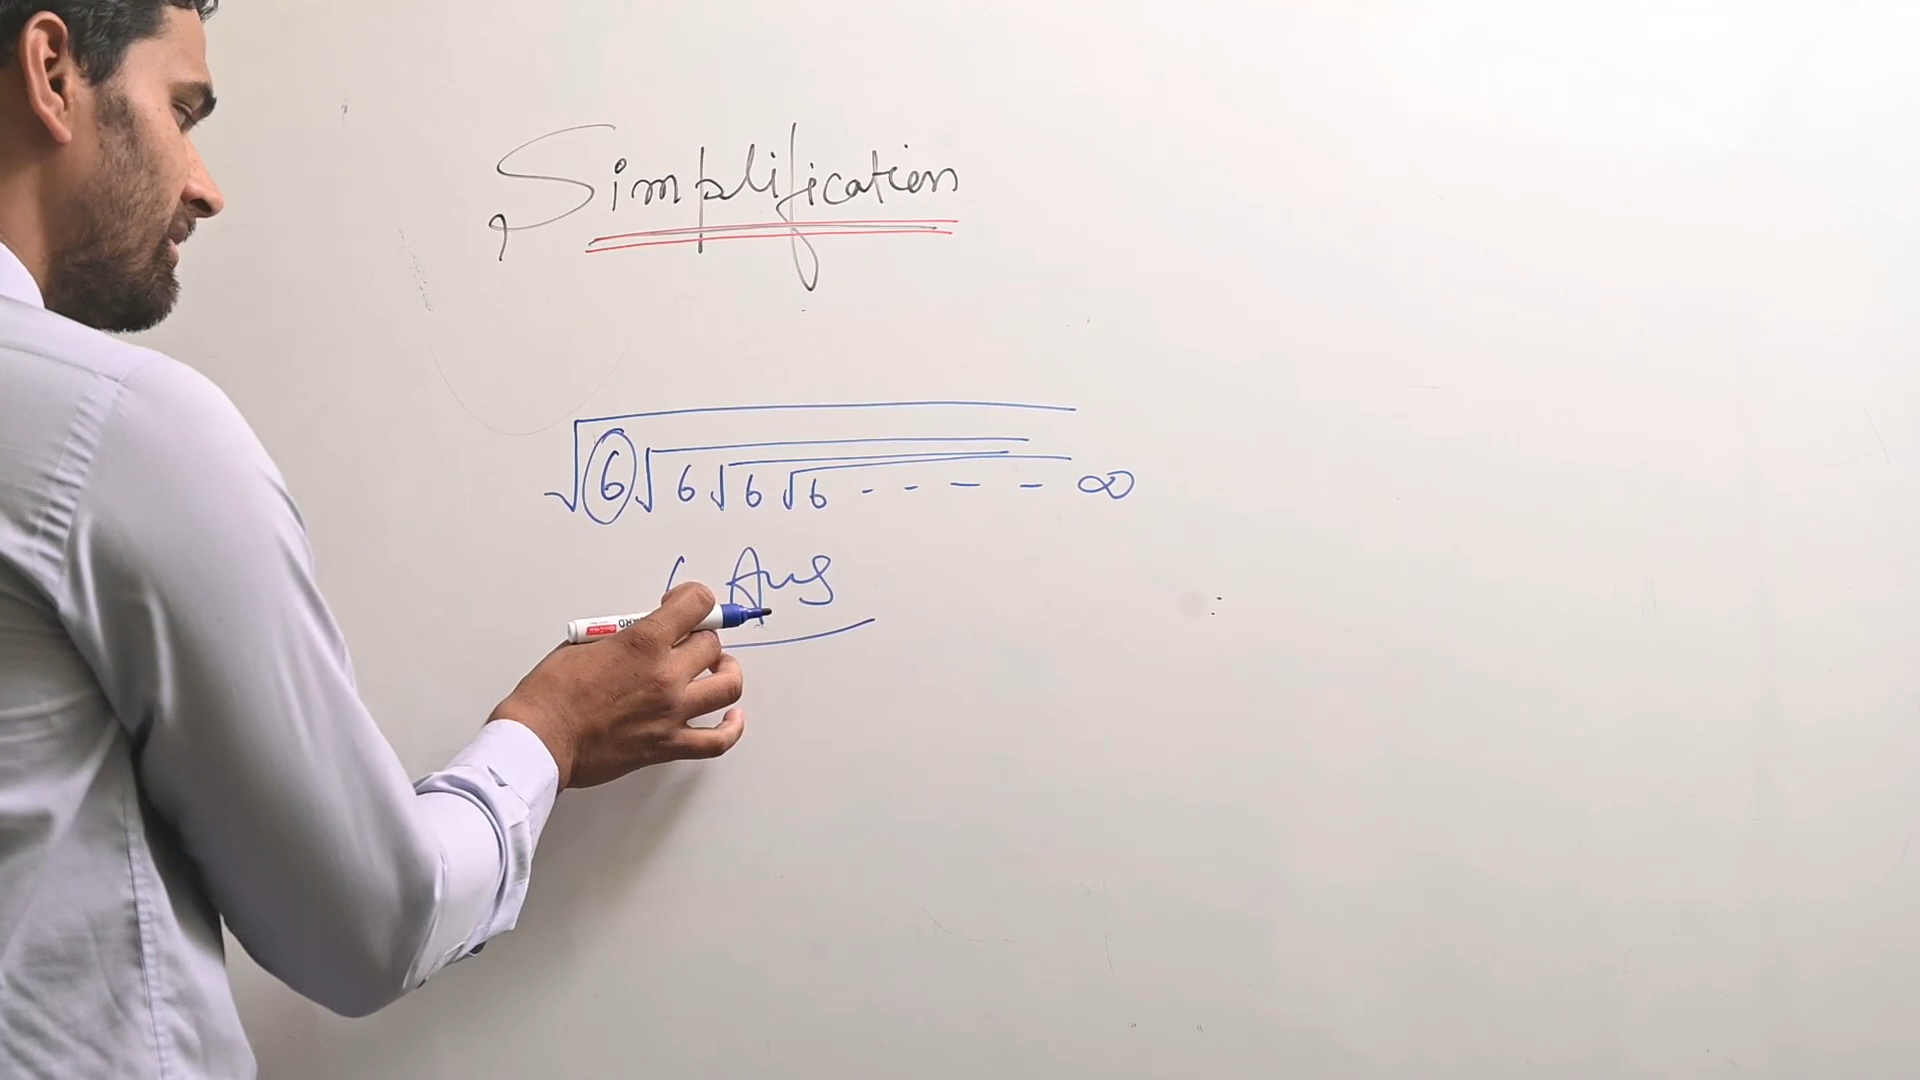 Simplification
√6√6√6√6 - - - - ∞
6 Ans